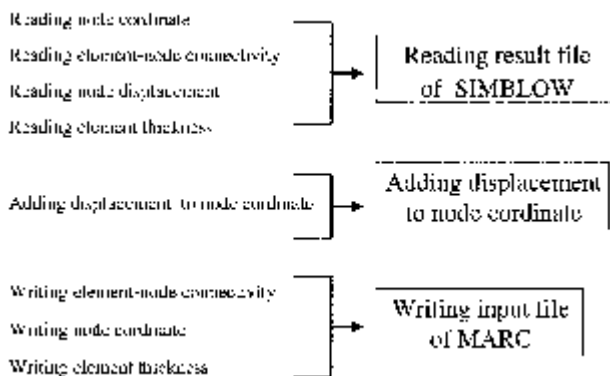 Reading node cordinate
Reading element-node connectivity
Reading node displacement
Reading element thickness
Reading result file
of SIMBLOW
Adding displacement to node cordinate
Adding displacement
to node cordinate
Writing element-node connectivity
Writing node cordinate
Writing element thickness
Writing input file
of MARC